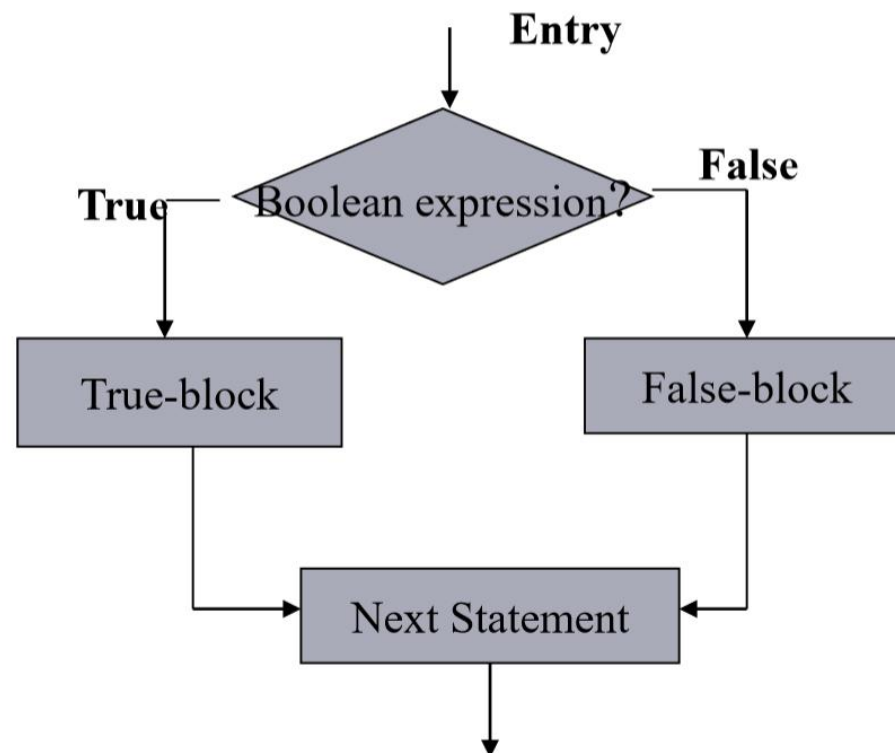 Entry
False
True
Boolean expression?
True-block
False-block
Next Statement